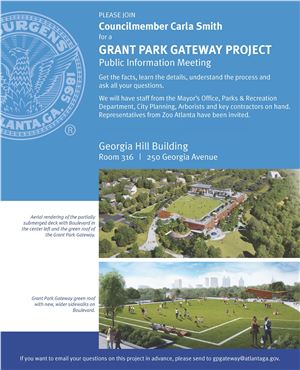 PLEASE JOIN
Councilmember Carla Smith
for a
GRANT PARK GATEWAY PROJECT
Public Information Meeting
Get the facts, learn the details, understand the process and
ask all your questions.
We will have staff from the Mayor's Office, Parks & Recreation
Department, City Planning, Arborists and key contractors on hand.
Representatives from Zoo Atlanta have been invited.
Georgia Hill Building
Room 316 | 250 Georgia Avenue
SURGENS
ATLANTA.GA.
1865
Aerial rendering of the partially
submerged deck with Boulevard in
the center left and the green roof of
the Grant Park Gateway.
Grant Park Gateway green roof
with new, wider sidewalks on
Boulevard.
If you want to email your questions on this project in advance, please send to gpgateway@atlantaga.gov.